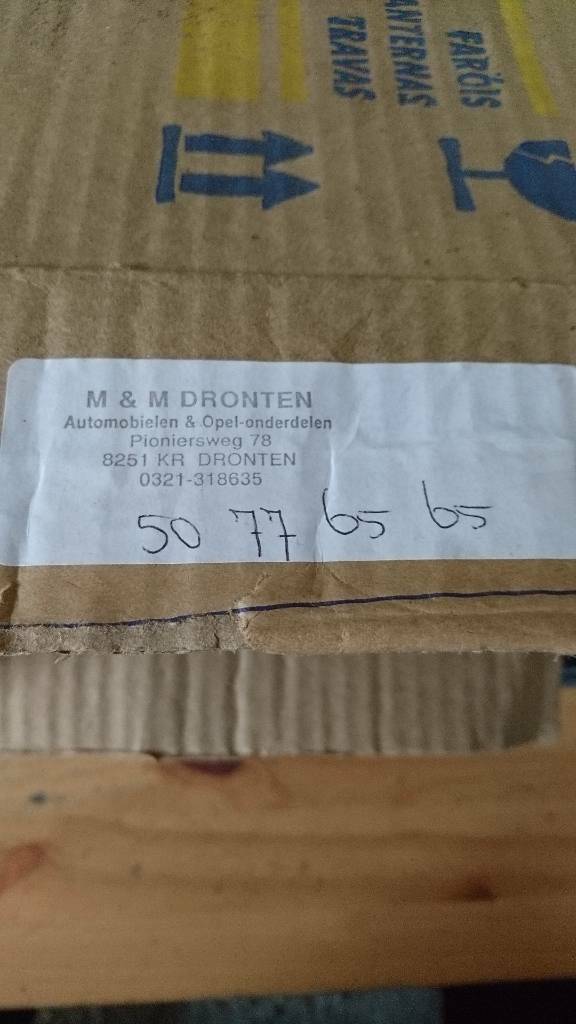 FARÓIS
LANTERNAS
TRAVAS
M & M DRONTEN
Automobielen & Opel-onderdelen
Pioniersweg 78
8251 KR DRONTEN
0321-318635
50 77 65 65